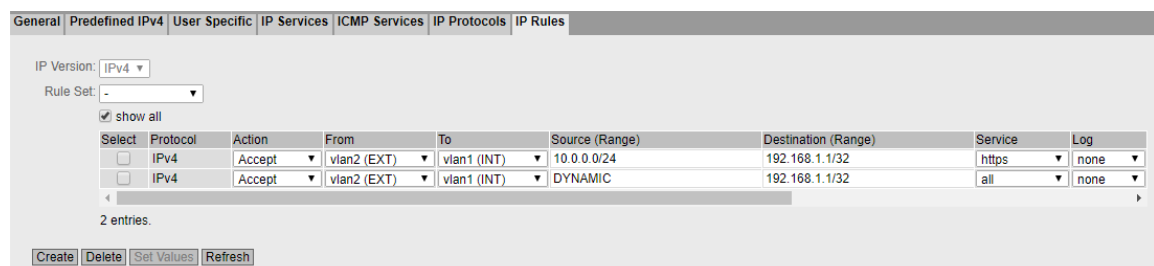 General Predefined IPv4 User Specific IP Services ICMP Services IP Protocols IP Rules
IP Version: IPv4
Rule Set: -
show all
Select Protocol Action From To Source (Range) Destination (Range) Service Log
IPv4 Accept vlan2 (EXT) vlan1 (INT) 10.0.0.0/24 192.168.1.1/32 https none
IPv4 Accept vlan2 (EXT) vlan1 (INT) DYNAMIC 192.168.1.1/32 all none
2 entries.
Create Delete Set Values Refresh